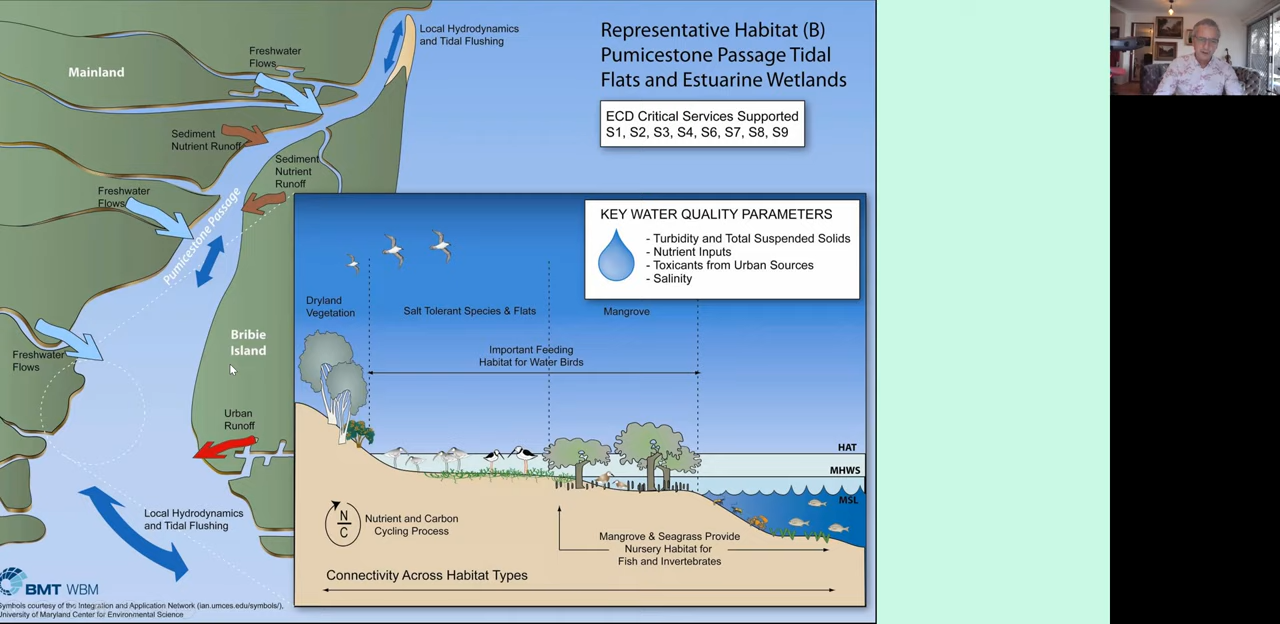 Local Hydrodynamics
and Tidal Flushing
Freshwater
Flows
Mainland
Sediment
Nutrient Runoff
Sediment
Nutrient
Runoff
Freshwater
Flows
Pumicestone Passage
Freshwater
Flows
Bribie
Island
Urban
Runoff
Local Hydrodynamics
and Tidal Flushing
BMT WBM
Symbols courtesy of the Integration and Application Network (ian.umces.edu/symbols/),
University of Maryland Center for Environmental Science
Representative Habitat (B)
Pumicestone Passage Tidal
Flats and Estuarine Wetlands
ECD Critical Services Supported
S1, S2, S3, S4, S6, S7, S8, S9
KEY WATER QUALITY PARAMETERS
- Turbidity and Total Suspended Solids
- Nutrient Inputs
- Toxicants from Urban Sources
- Salinity
Dryland
Vegetation
Salt Tolerant Species & Flats
Mangrove
Important Feeding
Habitat for Water Birds
HAT
MHWS
MSL
N
C
Nutrient and Carbon
Cycling Process
Mangrove & Seagrass Provide
Nursery Habitat for
Fish and Invertebrates
Connectivity Across Habitat Types